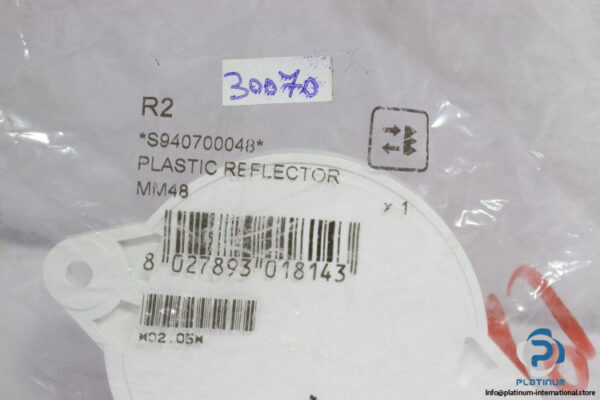 30070
R2
*S940700048*
PLASTIC REFLECTOR
MM48
x 1
8 027893 018143
*02.05*
PLATINUM
Info@platinum-international.store